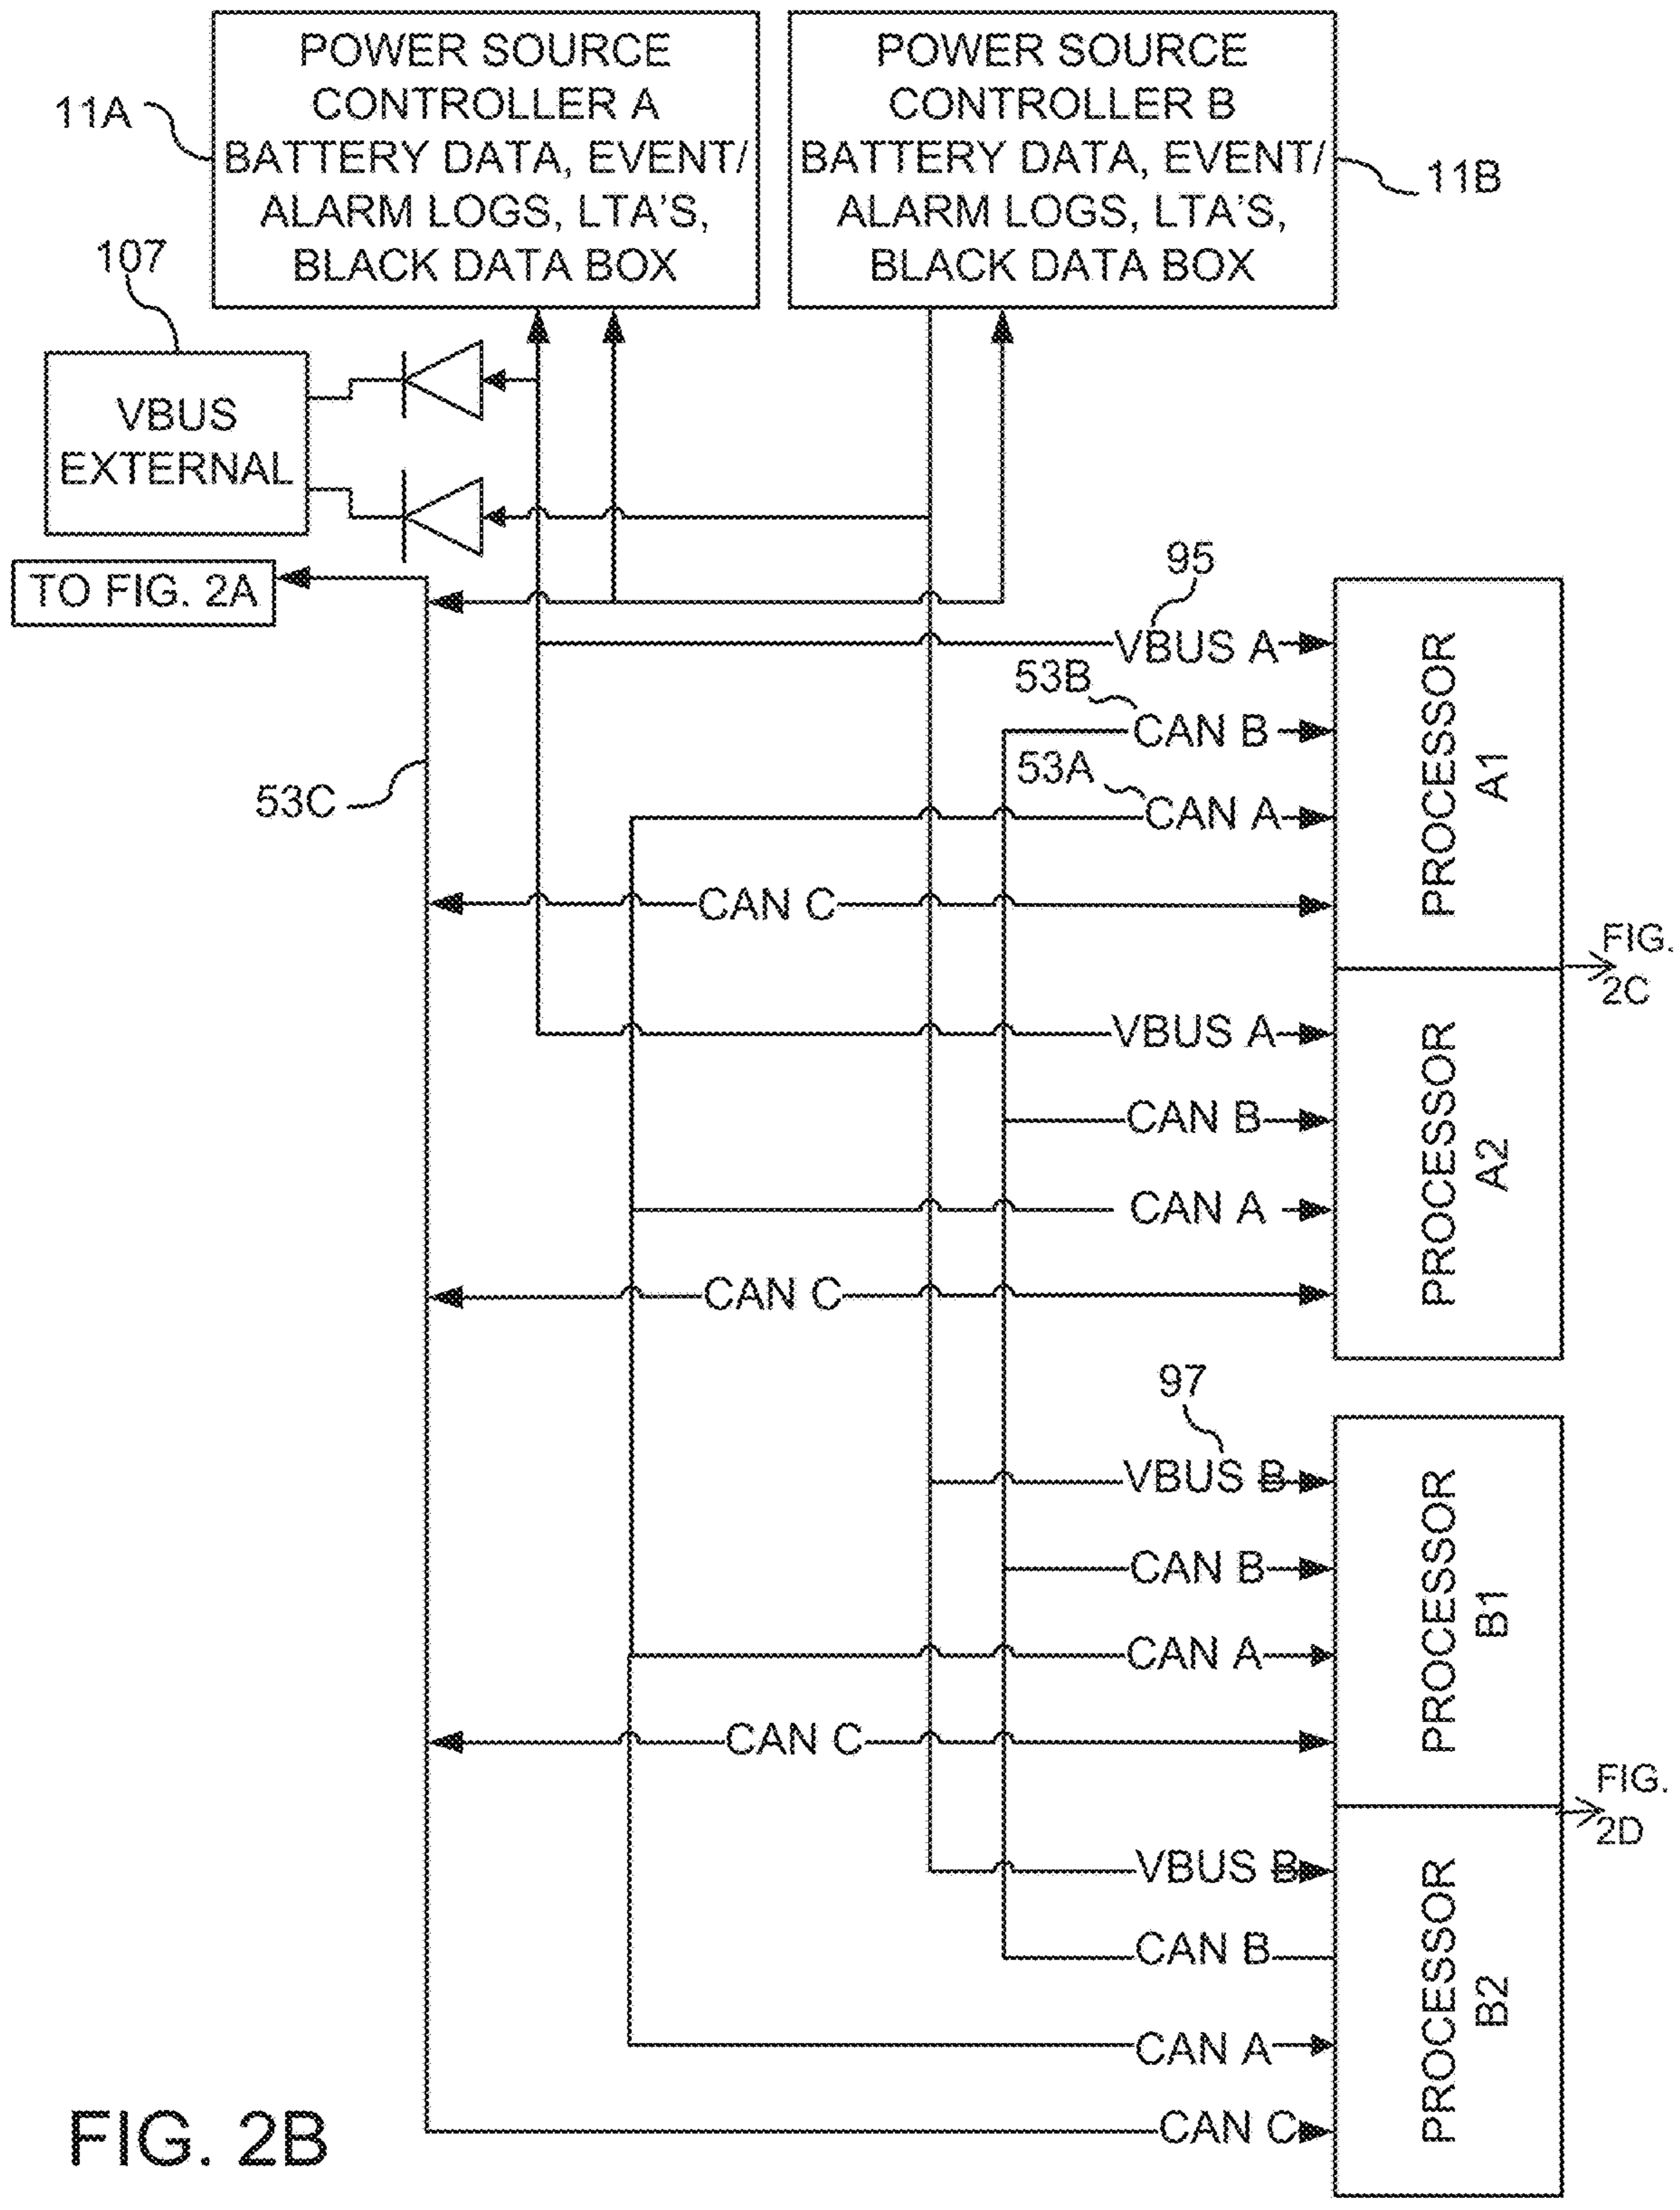 POWER SOURCE
CONTROLLER A
BATTERY DATA, EVENT/
ALARM LOGS, LTA'S,
BLACK DATA BOX
11A
POWER SOURCE
CONTROLLER B
BATTERY DATA, EVENT/
ALARM LOGS, LTA'S,
BLACK DATA BOX
11B
107
VBUS
EXTERNAL
TO FIG. 2A
95
VBUS A
53B
CAN B
53A
CAN A
53C
CAN C
PROCESSOR
A1
FIG.
2C
VBUS A
CAN B
CAN A
CAN C
PROCESSOR
A2
97
VBUS B
CAN B
CAN A
CAN C
PROCESSOR
B1
FIG.
2D
VBUS B
CAN B
CAN A
CAN C
PROCESSOR
B2
FIG. 2B